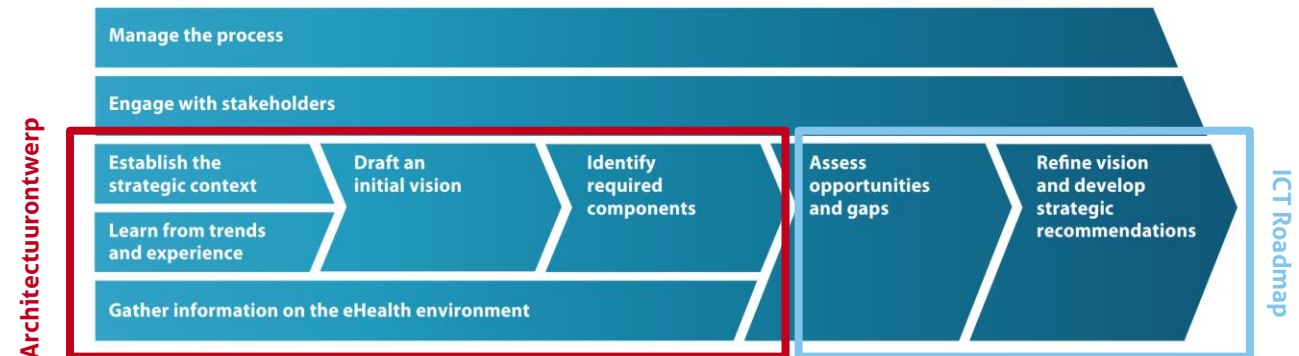 Manage the process
Engage with stakeholders
Architectuurontwerp
Establish the
strategic context
Learn from trends
and experience
Draft an
initial vision
Identify
required
components
Gather information on the eHealth environment
Assess
opportunities
and gaps
Refine vision
and develop
strategic
recommendations
ICT Roadmap